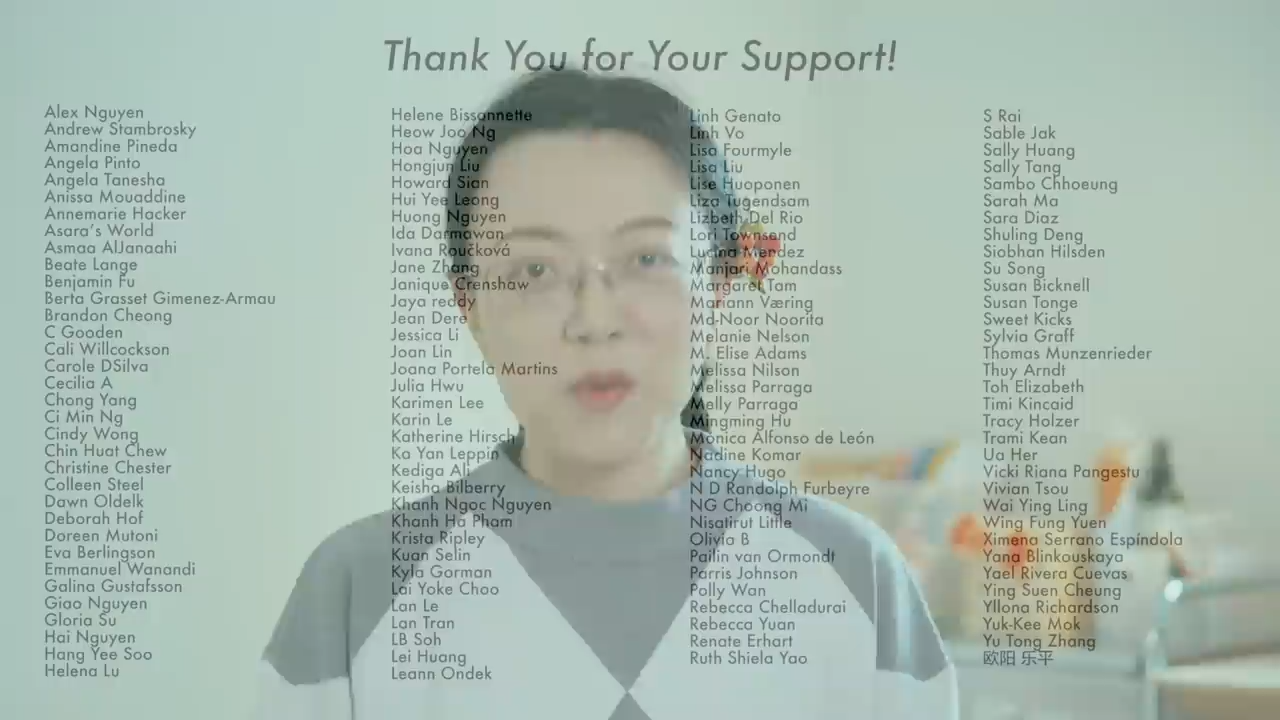 Thank You for Your Support!
Alex Nguyen
Andrew Stambrosky
Amandine Pineda
Angela Pinto
Angela Tanesha
Anissa Mouaddine
Annemarie Hacker
Asara's World
Asmaa AlJanaahi
Beate Lange
Benjamin Fu
Berta Grasset Gimenez-Armau
Brandon Cheong
C Gooden
Cali Willcockson
Carole DSilva
Cecilia A
Chong Yang
Ci Min Ng
Cindy Wong
Chin Huat Chew
Christine Chester
Colleen Steel
Dawn Oldelk
Deborah Hof
Doreen Mutoni
Eva Berlingson
Emmanuel Wanandi
Galina Gustafsson
Giao Nguyen
Gloria Su
Hai Nguyen
Hang Yee Soo
Helena Lu
Helene Bissonnette
Heow Joo Ng
Hoa Nguyen
Hongjun Liu
Howard Sian
Hui Yee Leong
Huong Nguyen
Ida Darmawan
Ivana Roučková
Jane Zhang
Janique Crenshaw
Jaya reddy
Jean Dere
Jessica Li
Joan Lin
Joana Portela Martins
Julia Hwu
Karimen Lee
Karin Le
Katherine Hirsch
Ka Yan Leppin
Kediga Ali
Keisha Bilberry
Khanh Ngoc Nguyen
Khanh Ha Pham
Krista Ripley
Kuan Selin
Kyla Gorman
Lai Yoke Choo
Lan Le
Lan Tran
LB Soh
Lei Huang
Leann Ondek
Linh Genato
Linh Vo
Lisa Fourmyle
Lisa Liu
Lise Huoponen
Liza Tugendsam
Lizbeth Del Rio
Lori Townsend
Lucina Mendez
Manjari Mohandass
Margaret Tam
Mariann Væring
Ma-Noor Noorita
Melanie Nelson
M. Elise Adams
Melissa Nilson
Melissa Parraga
Melly Parraga
Mingming Hu
Mónica Alfonso de León
Nadine Komar
Nancy Hugo
N D Randolph Furbeyre
NG Choong Mi
Nisatirut Little
Olivia B
Pailin van Ormondt
Parris Johnson
Polly Wan
Rebecca Chelladurai
Rebecca Yuan
Renate Erhart
Ruth Shiela Yao
S Rai
Sable Jak
Sally Huang
Sally Tang
Sambo Chhoeung
Sarah Ma
Sara Diaz
Shuling Deng
Siobhan Hilsden
Su Song
Susan Bicknell
Susan Tonge
Sweet Kicks
Sylvia Graff
Thomas Munzenrieder
Thuy Arndt
Toh Elizabeth
Timi Kincaid
Tracy Holzer
Trami Kean
Ua Her
Vicki Riana Pangestu
Vivian Tsou
Wai Ying Ling
Wing Fung Yuen
Ximena Serrano Espíndola
Yana Blinkouskaya
Yael Rivera Cuevas
Ying Suen Cheung
Yllona Richardson
Yuk-Kee Mok
Yu Tong Zhang
欧阳 乐平